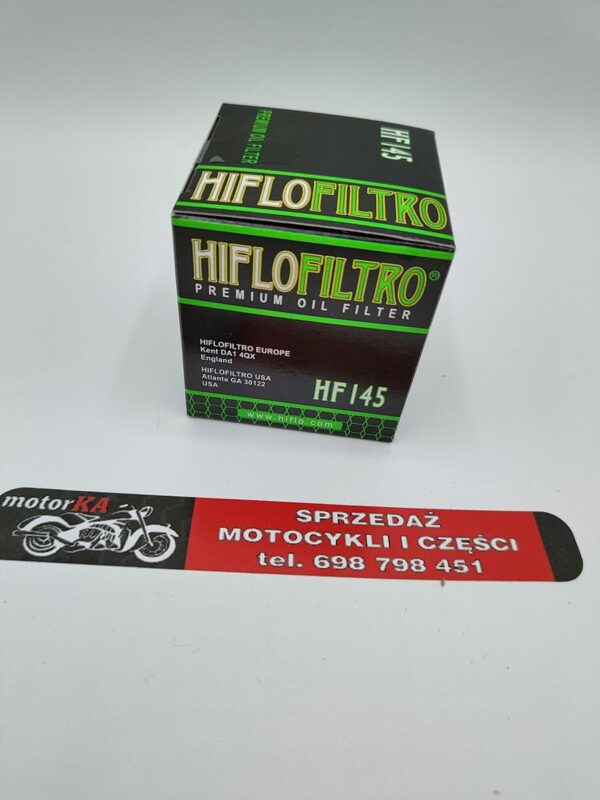 HF145
PREMIUM OIL FILTER
HIFLOFILTRO
HIFLOFILTRO®
PREMIUM OIL FILTER
HIFLOFILTRO EUROPE
Kent DA1 4QX
England
HIFLOFILTRO USA
Atlanta GA 30122
USA
HF145
www.hiflo.com
motorKA
SPRZEDAŻ
MOTOCYKLI I CZĘŚCI
tel. 698 798 451